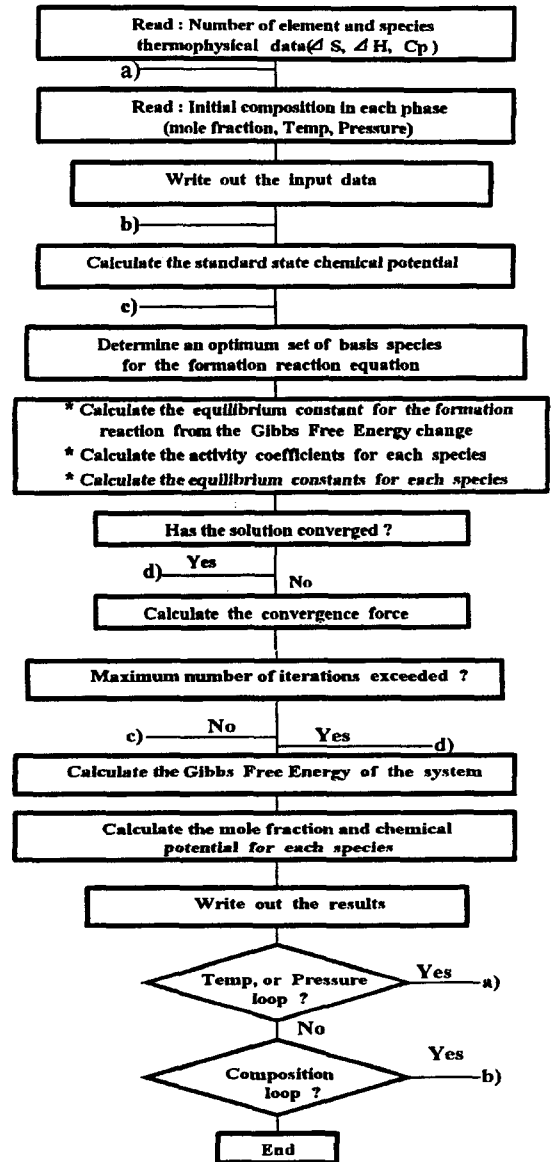 Read : Number of element and species
thermophysical data(⊿ S, ⊿ H, Cp )
a)
Read : Initial composition in each phase
(mole fraction, Temp, Pressure)
Write out the input data
b)
Calculate the standard state chemical potential
c)
Determine an optimum set of basis species
for the formation reaction equation
* Calculate the equilibrium constant for the formation
reaction from the Gibbs Free Energy change
* Calculate the activity coefficients for each species
* Calculate the equilibrium constants for each species
Has the solution converged ?
Yes
d)
No
Calculate the convergence force
Maximum number of iterations exceeded ?
No
c)
Yes
d)
Calculate the Gibbs Free Energy of the system
Calculate the mole fraction and chemical
potential for each species
Write out the results
Temp, or Pressure
loop ?
Yes
a)
No
Composition
loop ?
Yes
b)
End